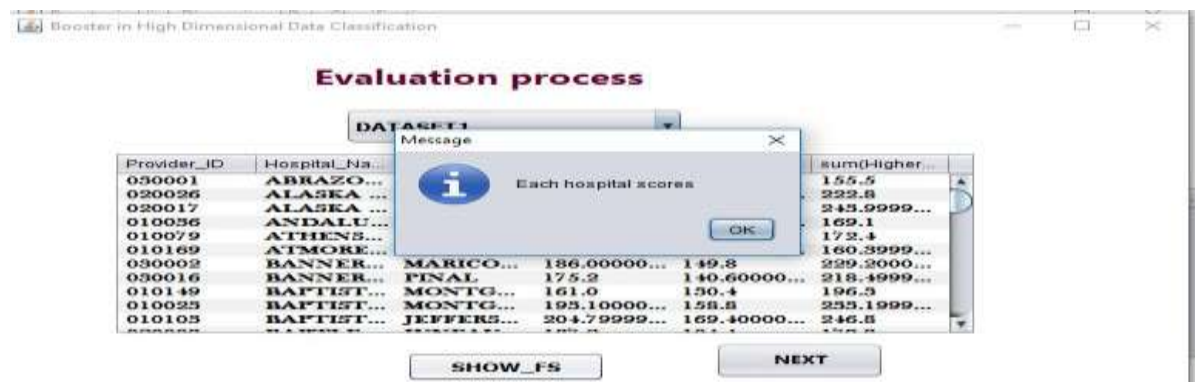 Booster in High Dimensional Data Classification
Evaluation process
DATASET1
Message
Each hospital scores
OK
Provider_ID Hospital_Na... sum(Higher...
030001 ABRAZO... 155.5
020026 ALASKA ... 222.8
020017 ALASKA ... 243.9999...
010036 ANDALU... 169.1
010079 ATHENS... 172.4
010169 ATMORE... 160.3999...
030002 BANNER... MARICO... 186.00000... 149.8 229.2000...
030016 BANNER... PINAL 175.2 140.60000... 218.4999...
010149 BAPTIST... MONTG... 161.0 130.4 196.3
010023 BAPTIST... MONTG... 193.10000... 158.8 233.1999...
010103 BAPTIST... JEFFERS... 204.79999... 169.40000... 246.8
SHOW_FS
NEXT